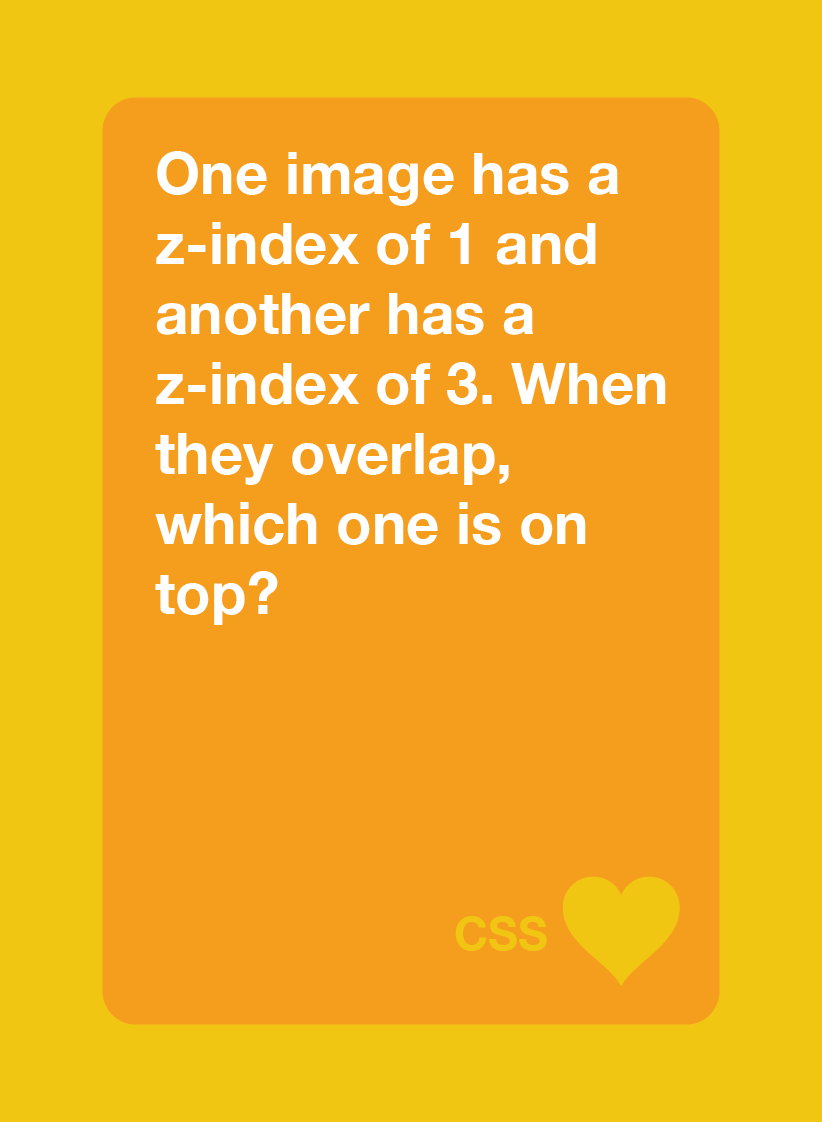 One image has a
z-index of 1 and
another has a
z-index of 3. When
they overlap,
which one is on
top?
CSS